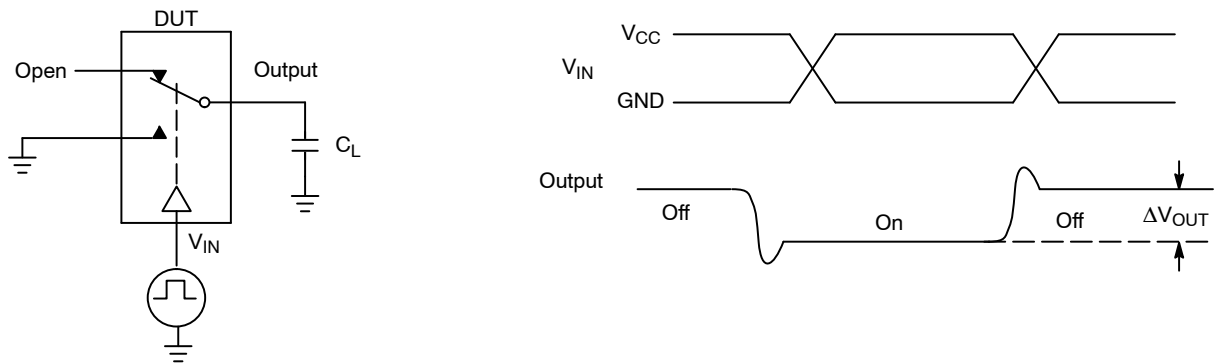 DUT
Open
Output
C_L
V_IN
V_CC
V_IN
GND
Output
Off
On
Off
ΔV_OUT